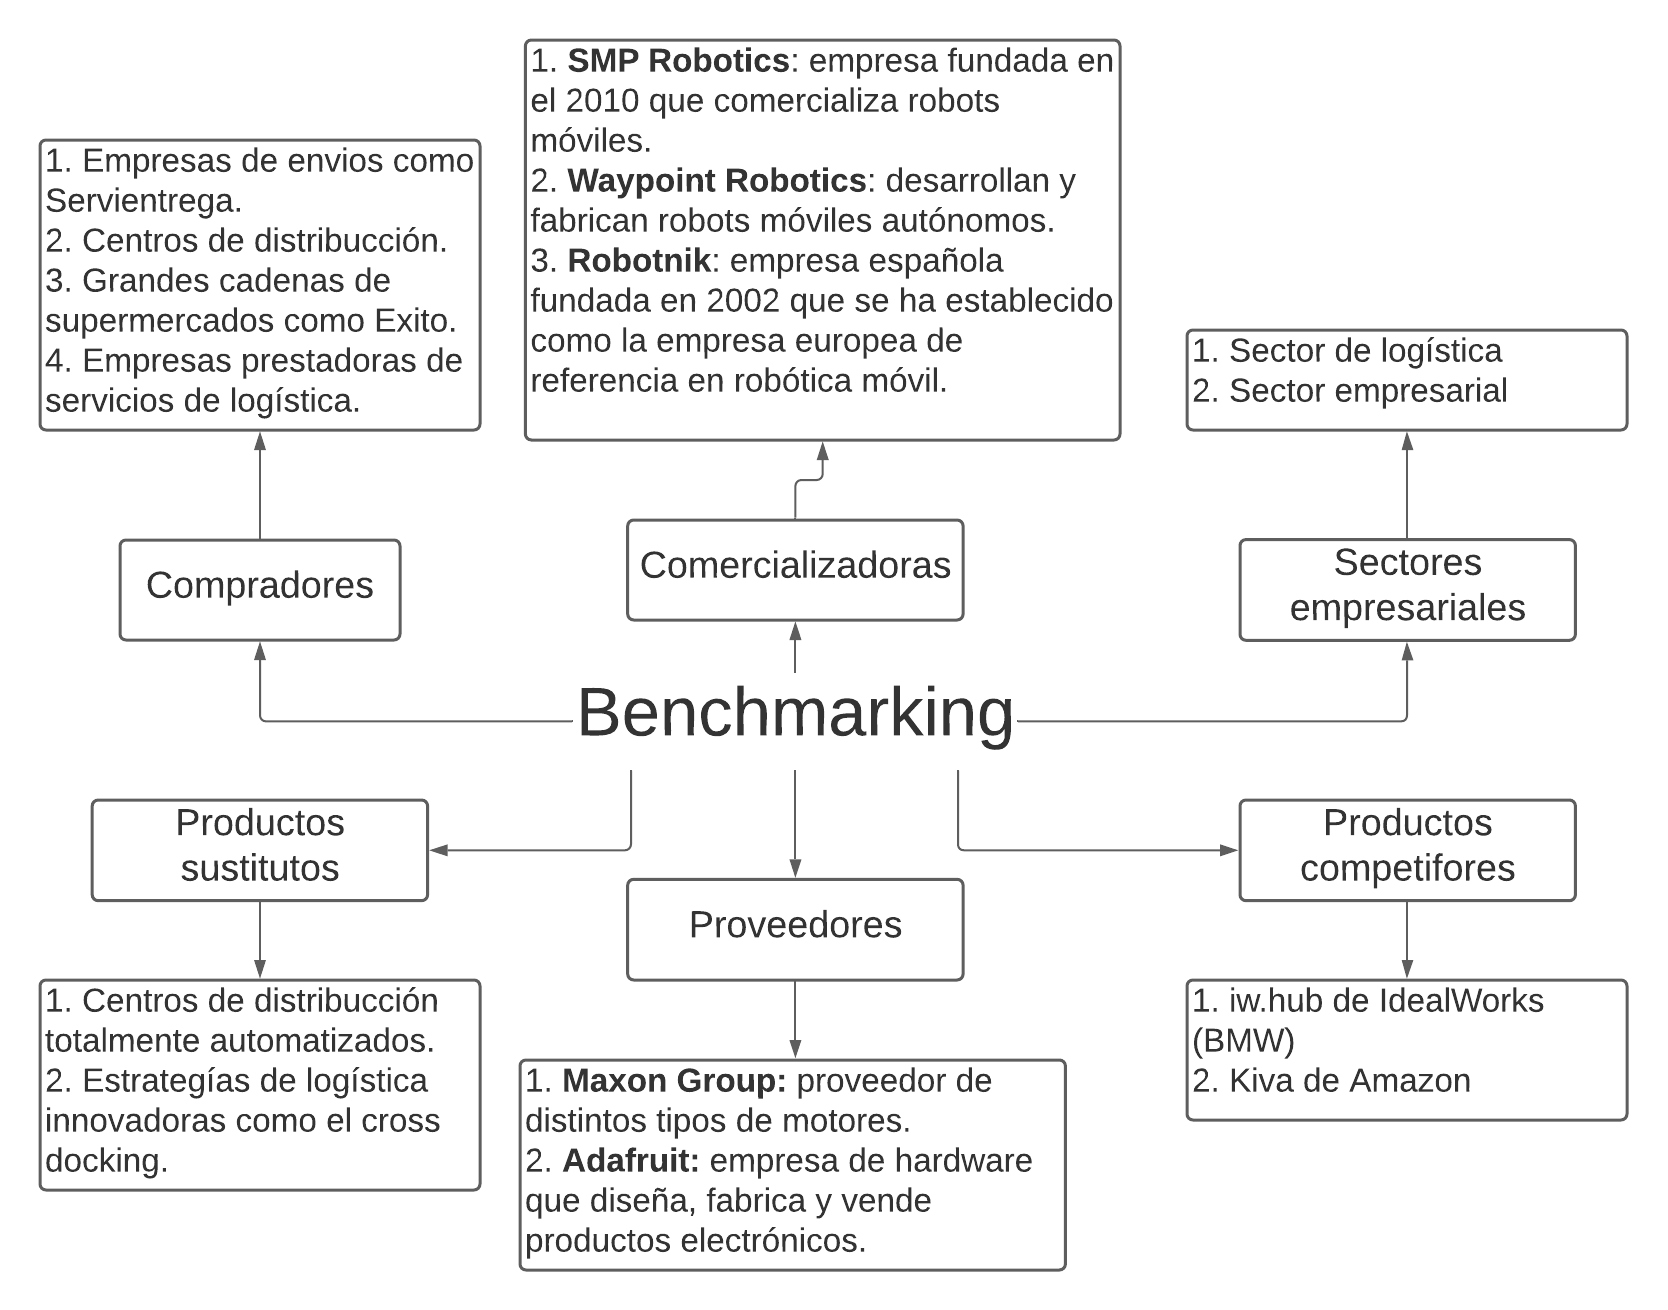 1. SMP Robotics: empresa fundada en
el 2010 que comercializa robots
móviles.
2. Waypoint Robotics: desarrollan y
fabrican robots móviles autónomos.
3. Robotnik: empresa española
fundada en 2002 que se ha establecido
como la empresa europea de
referencia en robótica móvil.
1. Empresas de envios como
Servientrega.
2. Centros de distribucción.
3. Grandes cadenas de
supermercados como Exito.
4. Empresas prestadoras de
servicios de logística.
1. Sector de logística
2. Sector empresarial
Compradores
Comercializadoras
Sectores
empresariales
Benchmarking
Productos
sustitutos
Proveedores
Productos
competifores
1. Centros de distribucción
totalmente automatizados.
2. Estrategías de logística
innovadoras como el cross
docking.
1. Maxon Group: proveedor de
distintos tipos de motores.
2. Adafruit: empresa de hardware
que diseña, fabrica y vende
productos electrónicos.
1. iw.hub de IdealWorks
(BMW)
2. Kiva de Amazon